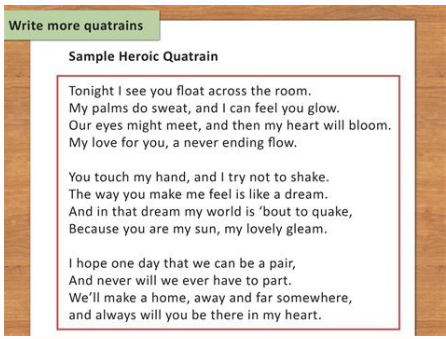 Write more quatrains
Sample Heroic Quatrain
Tonight I see you float across the room.
My palms do sweat, and I can feel you glow.
Our eyes might meet, and then my heart will bloom.
My love for you, a never ending flow.
You touch my hand, and I try not to shake.
The way you make me feel is like a dream.
And in that dream my world is ‘bout to quake,
Because you are my sun, my lovely gleam.
I hope one day that we can be a pair,
And never will we ever have to part.
We’ll make a home, away and far somewhere,
and always will you be there in my heart.